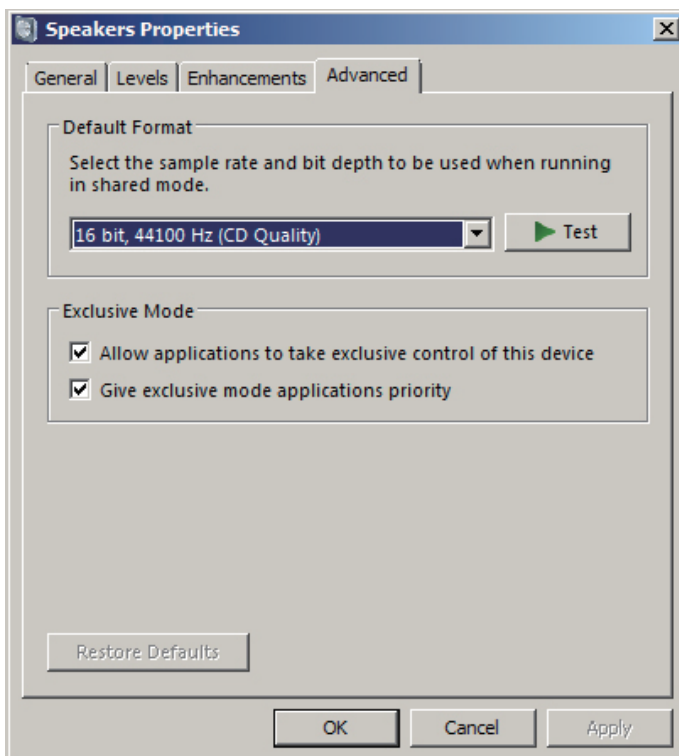 Speakers Properties
General Levels Enhancements Advanced
Default Format
Select the sample rate and bit depth to be used when running
in shared mode.
16 bit, 44100 Hz (CD Quality) Test
Exclusive Mode
Allow applications to take exclusive control of this device
Give exclusive mode applications priority
Restore Defaults
OK Cancel Apply